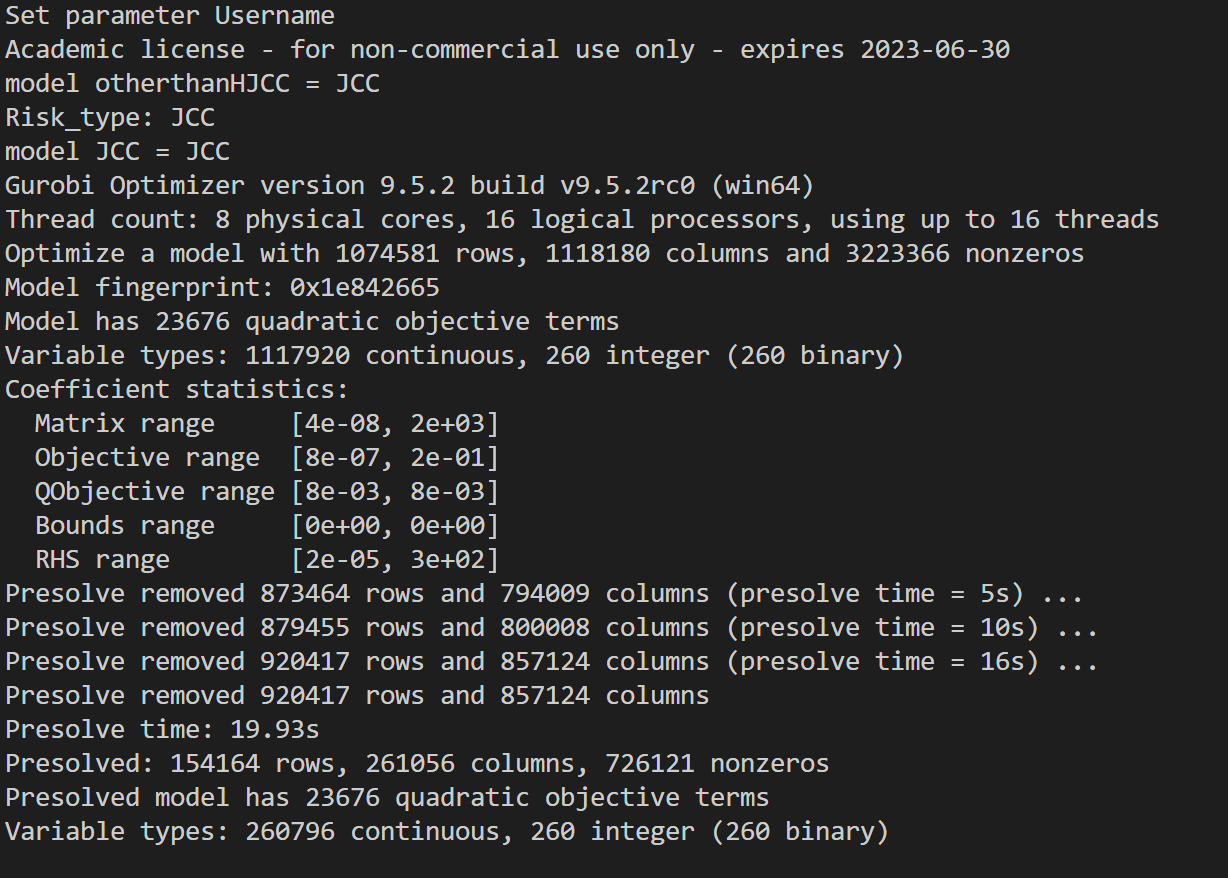 Set parameter Username
Academic license - for non-commercial use only - expires 2023-06-30
model otherthanHJCC = JCC
Risk_type: JCC
model JCC = JCC
Gurobi Optimizer version 9.5.2 build v9.5.2rc0 (win64)
Thread count: 8 physical cores, 16 logical processors, using up to 16 threads
Optimize a model with 1074581 rows, 1118180 columns and 3223366 nonzeros
Model fingerprint: 0x1e842665
Model has 23676 quadratic objective terms
Variable types: 1117920 continuous, 260 integer (260 binary)
Coefficient statistics:
  Matrix range     [4e-08, 2e+03]
  Objective range  [8e-07, 2e-01]
  QObjective range [8e-03, 8e-03]
  Bounds range     [0e+00, 0e+00]
  RHS range        [2e-05, 3e+02]
Presolve removed 873464 rows and 794009 columns (presolve time = 5s) ...
Presolve removed 879455 rows and 800008 columns (presolve time = 10s) ...
Presolve removed 920417 rows and 857124 columns (presolve time = 16s) ...
Presolve removed 920417 rows and 857124 columns
Presolve time: 19.93s
Presolved: 154164 rows, 261056 columns, 726121 nonzeros
Presolved model has 23676 quadratic objective terms
Variable types: 260796 continuous, 260 integer (260 binary)